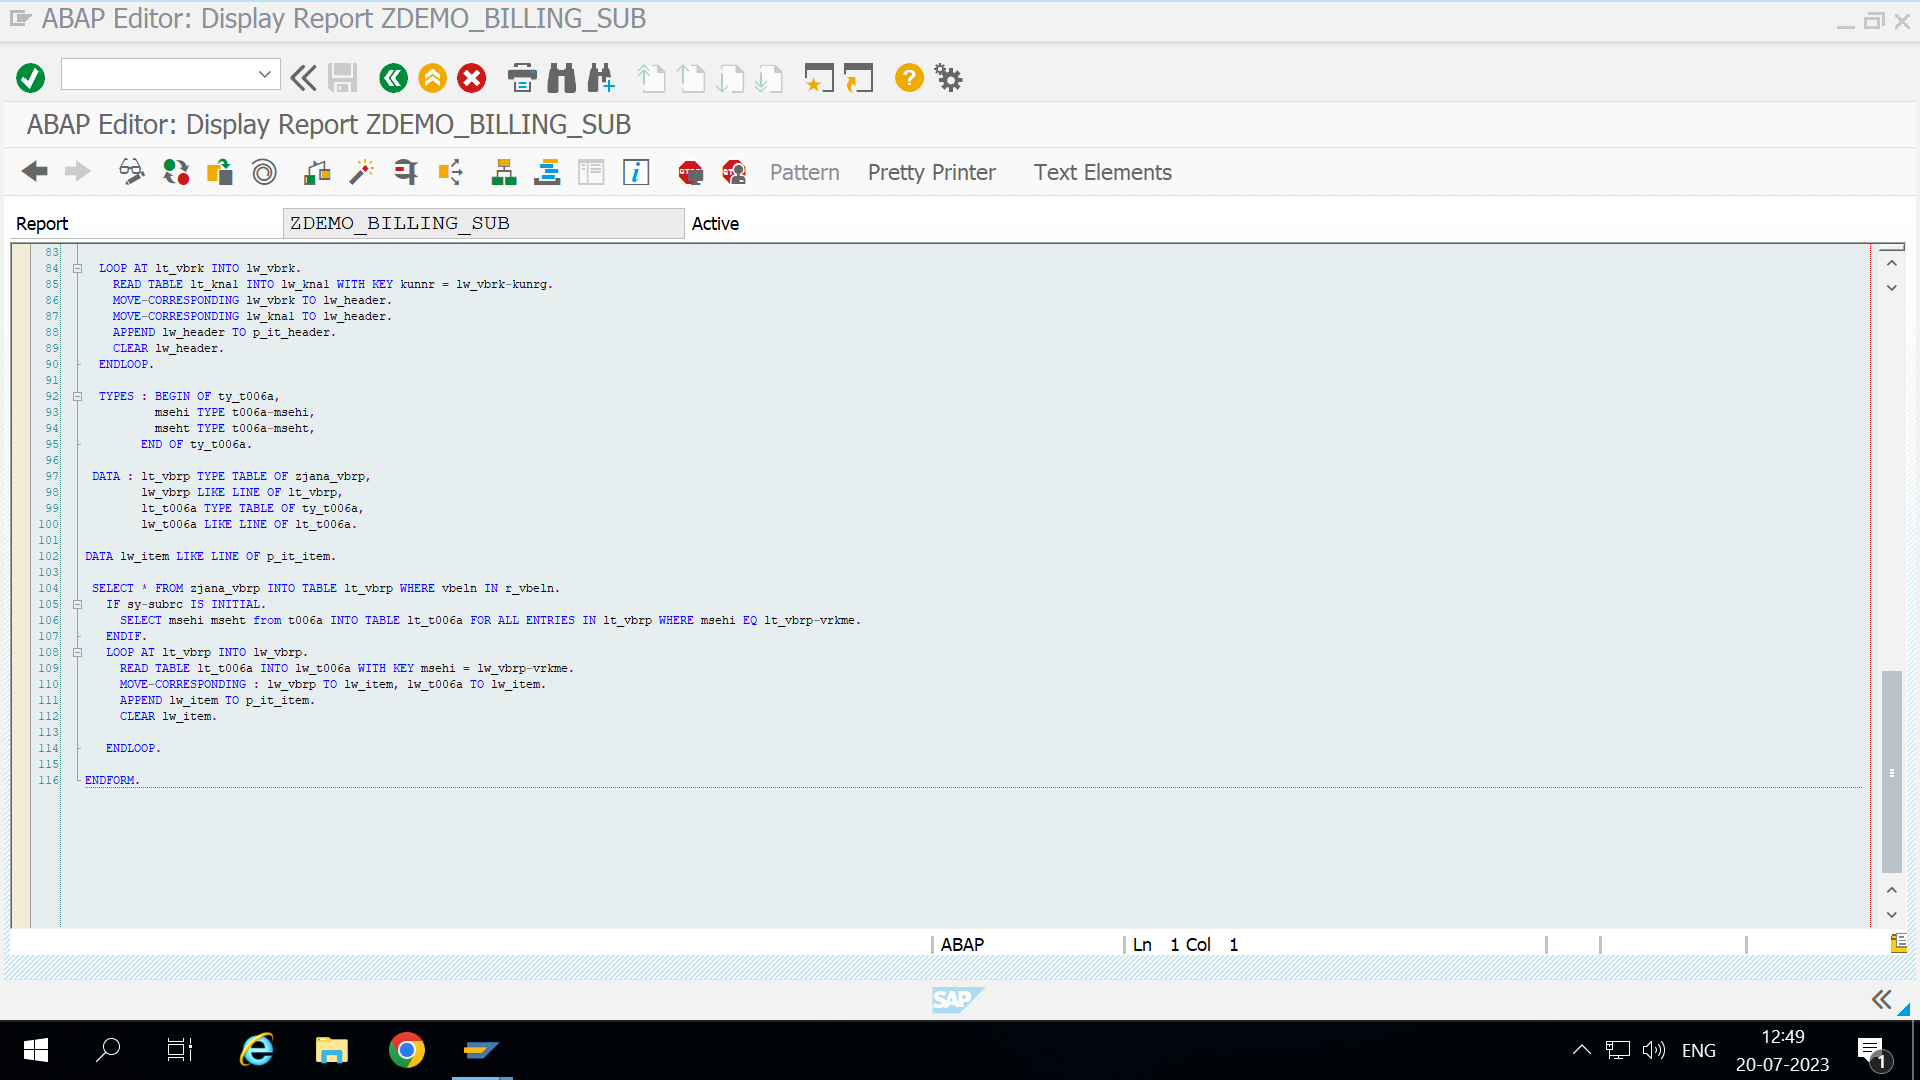 ABAP Editor: Display Report ZDEMO_BILLING_SUB
ABAP Editor: Display Report ZDEMO_BILLING_SUB
Pattern Pretty Printer Text Elements
Report ZDEMO_BILLING_SUB Active
83
84 LOOP AT lt_vbrk INTO lw_vbrk.
85 READ TABLE lt_kna1 INTO lw_kna1 WITH KEY kunnr = lw_vbrk-kunrg.
86 MOVE-CORRESPONDING lw_vbrk TO lw_header.
87 MOVE-CORRESPONDING lw_kna1 TO lw_header.
88 APPEND lw_header TO p_it_header.
89 CLEAR lw_header.
90 ENDLOOP.
91
92 TYPES : BEGIN OF ty_t006a,
93 msehi TYPE t006a-msehi,
94 mseht TYPE t006a-mseht,
95 END OF ty_t006a.
96
97 DATA : lt_vbrp TYPE TABLE OF zjana_vbrp,
98 lw_vbrp LIKE LINE OF lt_vbrp,
99 lt_t006a TYPE TABLE OF ty_t006a,
100 lw_t006a LIKE LINE OF lt_t006a.
101
102 DATA lw_item LIKE LINE OF p_it_item.
103
104 SELECT * FROM zjana_vbrp INTO TABLE lt_vbrp WHERE vbeln IN r_vbeln.
105 IF sy-subrc IS INITIAL.
106 SELECT msehi mseht from t006a INTO TABLE lt_t006a FOR ALL ENTRIES IN lt_vbrp WHERE msehi EQ lt_vbrp-vrkme.
107 ENDIF.
108 LOOP AT lt_vbrp INTO lw_vbrp.
109 READ TABLE lt_t006a INTO lw_t006a WITH KEY msehi = lw_vbrp-vrkme.
110 MOVE-CORRESPONDING : lw_vbrp TO lw_item, lw_t006a TO lw_item.
111 APPEND lw_item TO p_it_item.
112 CLEAR lw_item.
113
114 ENDLOOP.
115
116 ENDFORM.
ABAP Ln 1 Col 1
SAP
ENG 12:49
20-07-2023
1